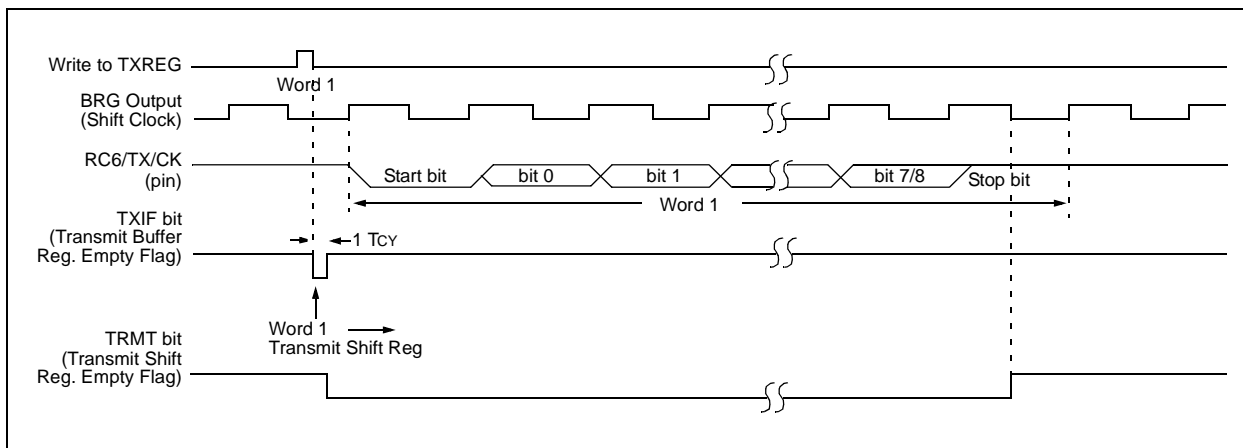 Write to TXREG
Word 1
BRG Output
(Shift Clock)
RC6/TX/CK
(pin)
Start bit
bit 0
bit 1
bit 7/8
Stop bit
Word 1
TXIF bit
(Transmit Buffer
Reg. Empty Flag)
1 TCY
Word 1
Transmit Shift Reg
TRMT bit
(Transmit Shift
Reg. Empty Flag)